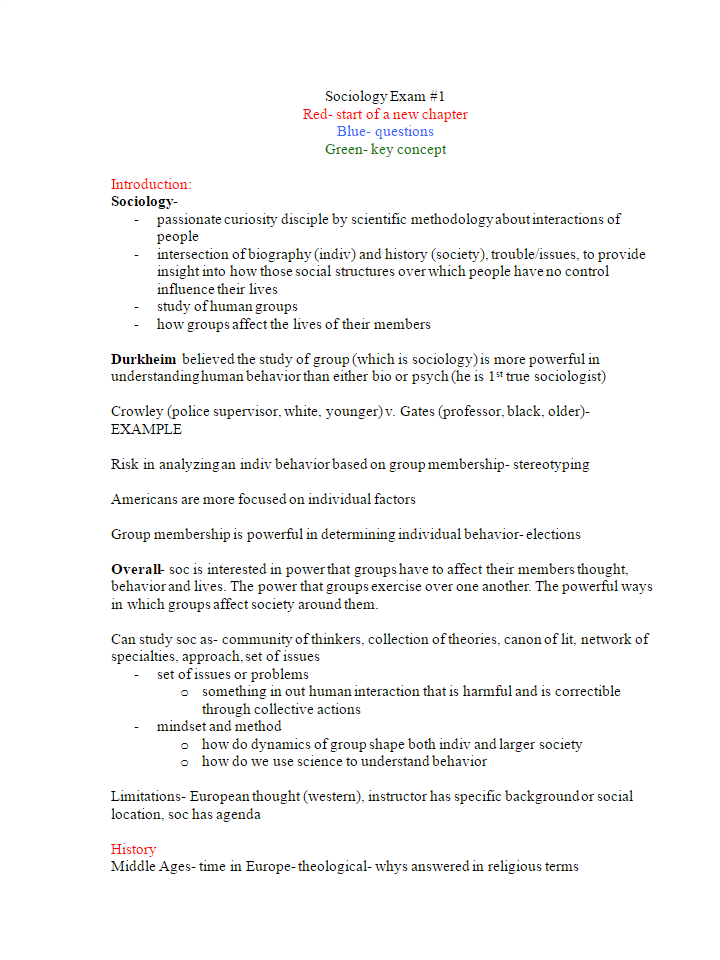 Sociology Exam #1
Red- start of a new chapter
Blue- questions
Green- key concept
Introduction:
Sociology-
- passionate curiosity disciple by scientific methodology about interactions of
people
- intersection of biography (indiv) and history (society), trouble/issues, to provide
insight into how those social structures over which people have no control
influence their lives
- study of human groups
- how groups affect the lives of their members
Durkheim believed the study of group (which is sociology) is more powerful in
understanding human behavior than either bio or psych (he is 1st true sociologist)
Crowley (police supervisor, white, younger) v. Gates (professor, black, older)-
EXAMPLE
Risk in analyzing an indiv behavior based on group membership- stereotyping
Americans are more focused on individual factors
Group membership is powerful in determining individual behavior- elections
Overall- soc is interested in power that groups have to affect their members thought,
behavior and lives. The power that groups exercise over one another. The powerful ways
in which groups affect society around them.
Can study soc as- community of thinkers, collection of theories, canon of lit, network of
specialties, approach, set of issues
- set of issues or problems
o something in out human interaction that is harmful and is correctible
through collective actions
- mindset and method
o how do dynamics of group shape both indiv and larger society
o how do we use science to understand behavior
Limitations- European thought (western), instructor has specific background or social
location, soc has agenda
History
Middle Ages- time in Europe- theological- whys answered in religious terms